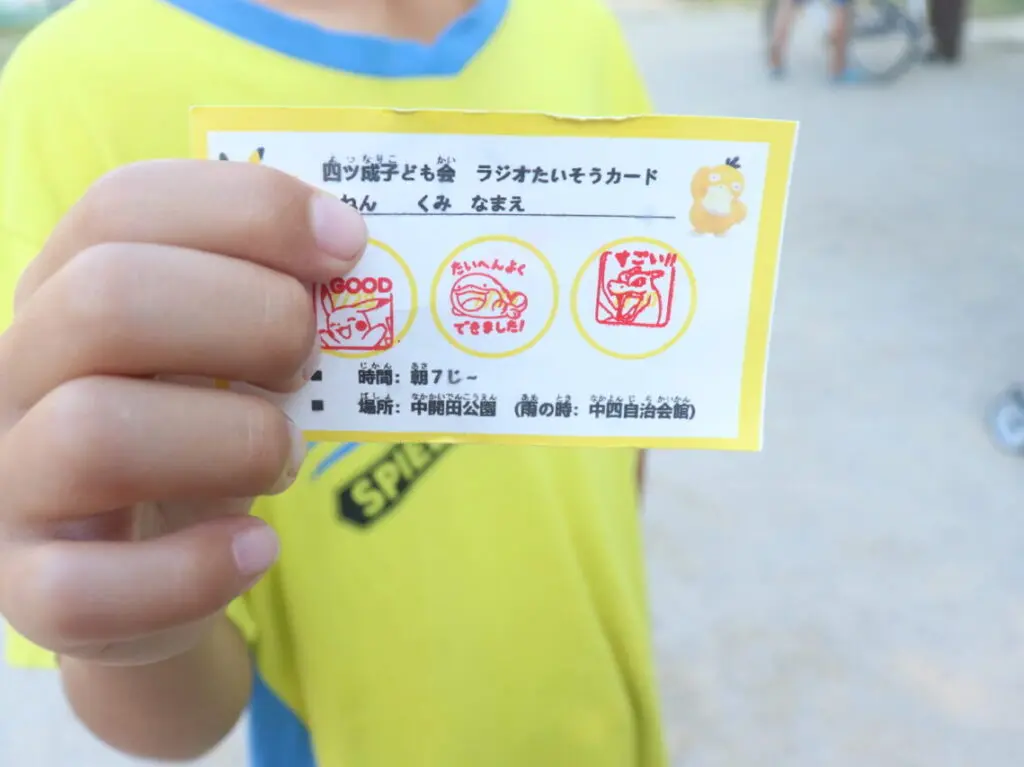 四ツ成子ども会　ラジオたいそうカード
ねん　　くみ　なまえ
GOOD
たいへんよく
できました!
すごい!!
■　時間: 朝7じ~
■　場所: 中開田公園　(雨の時: 中四自治会館)
SPIE